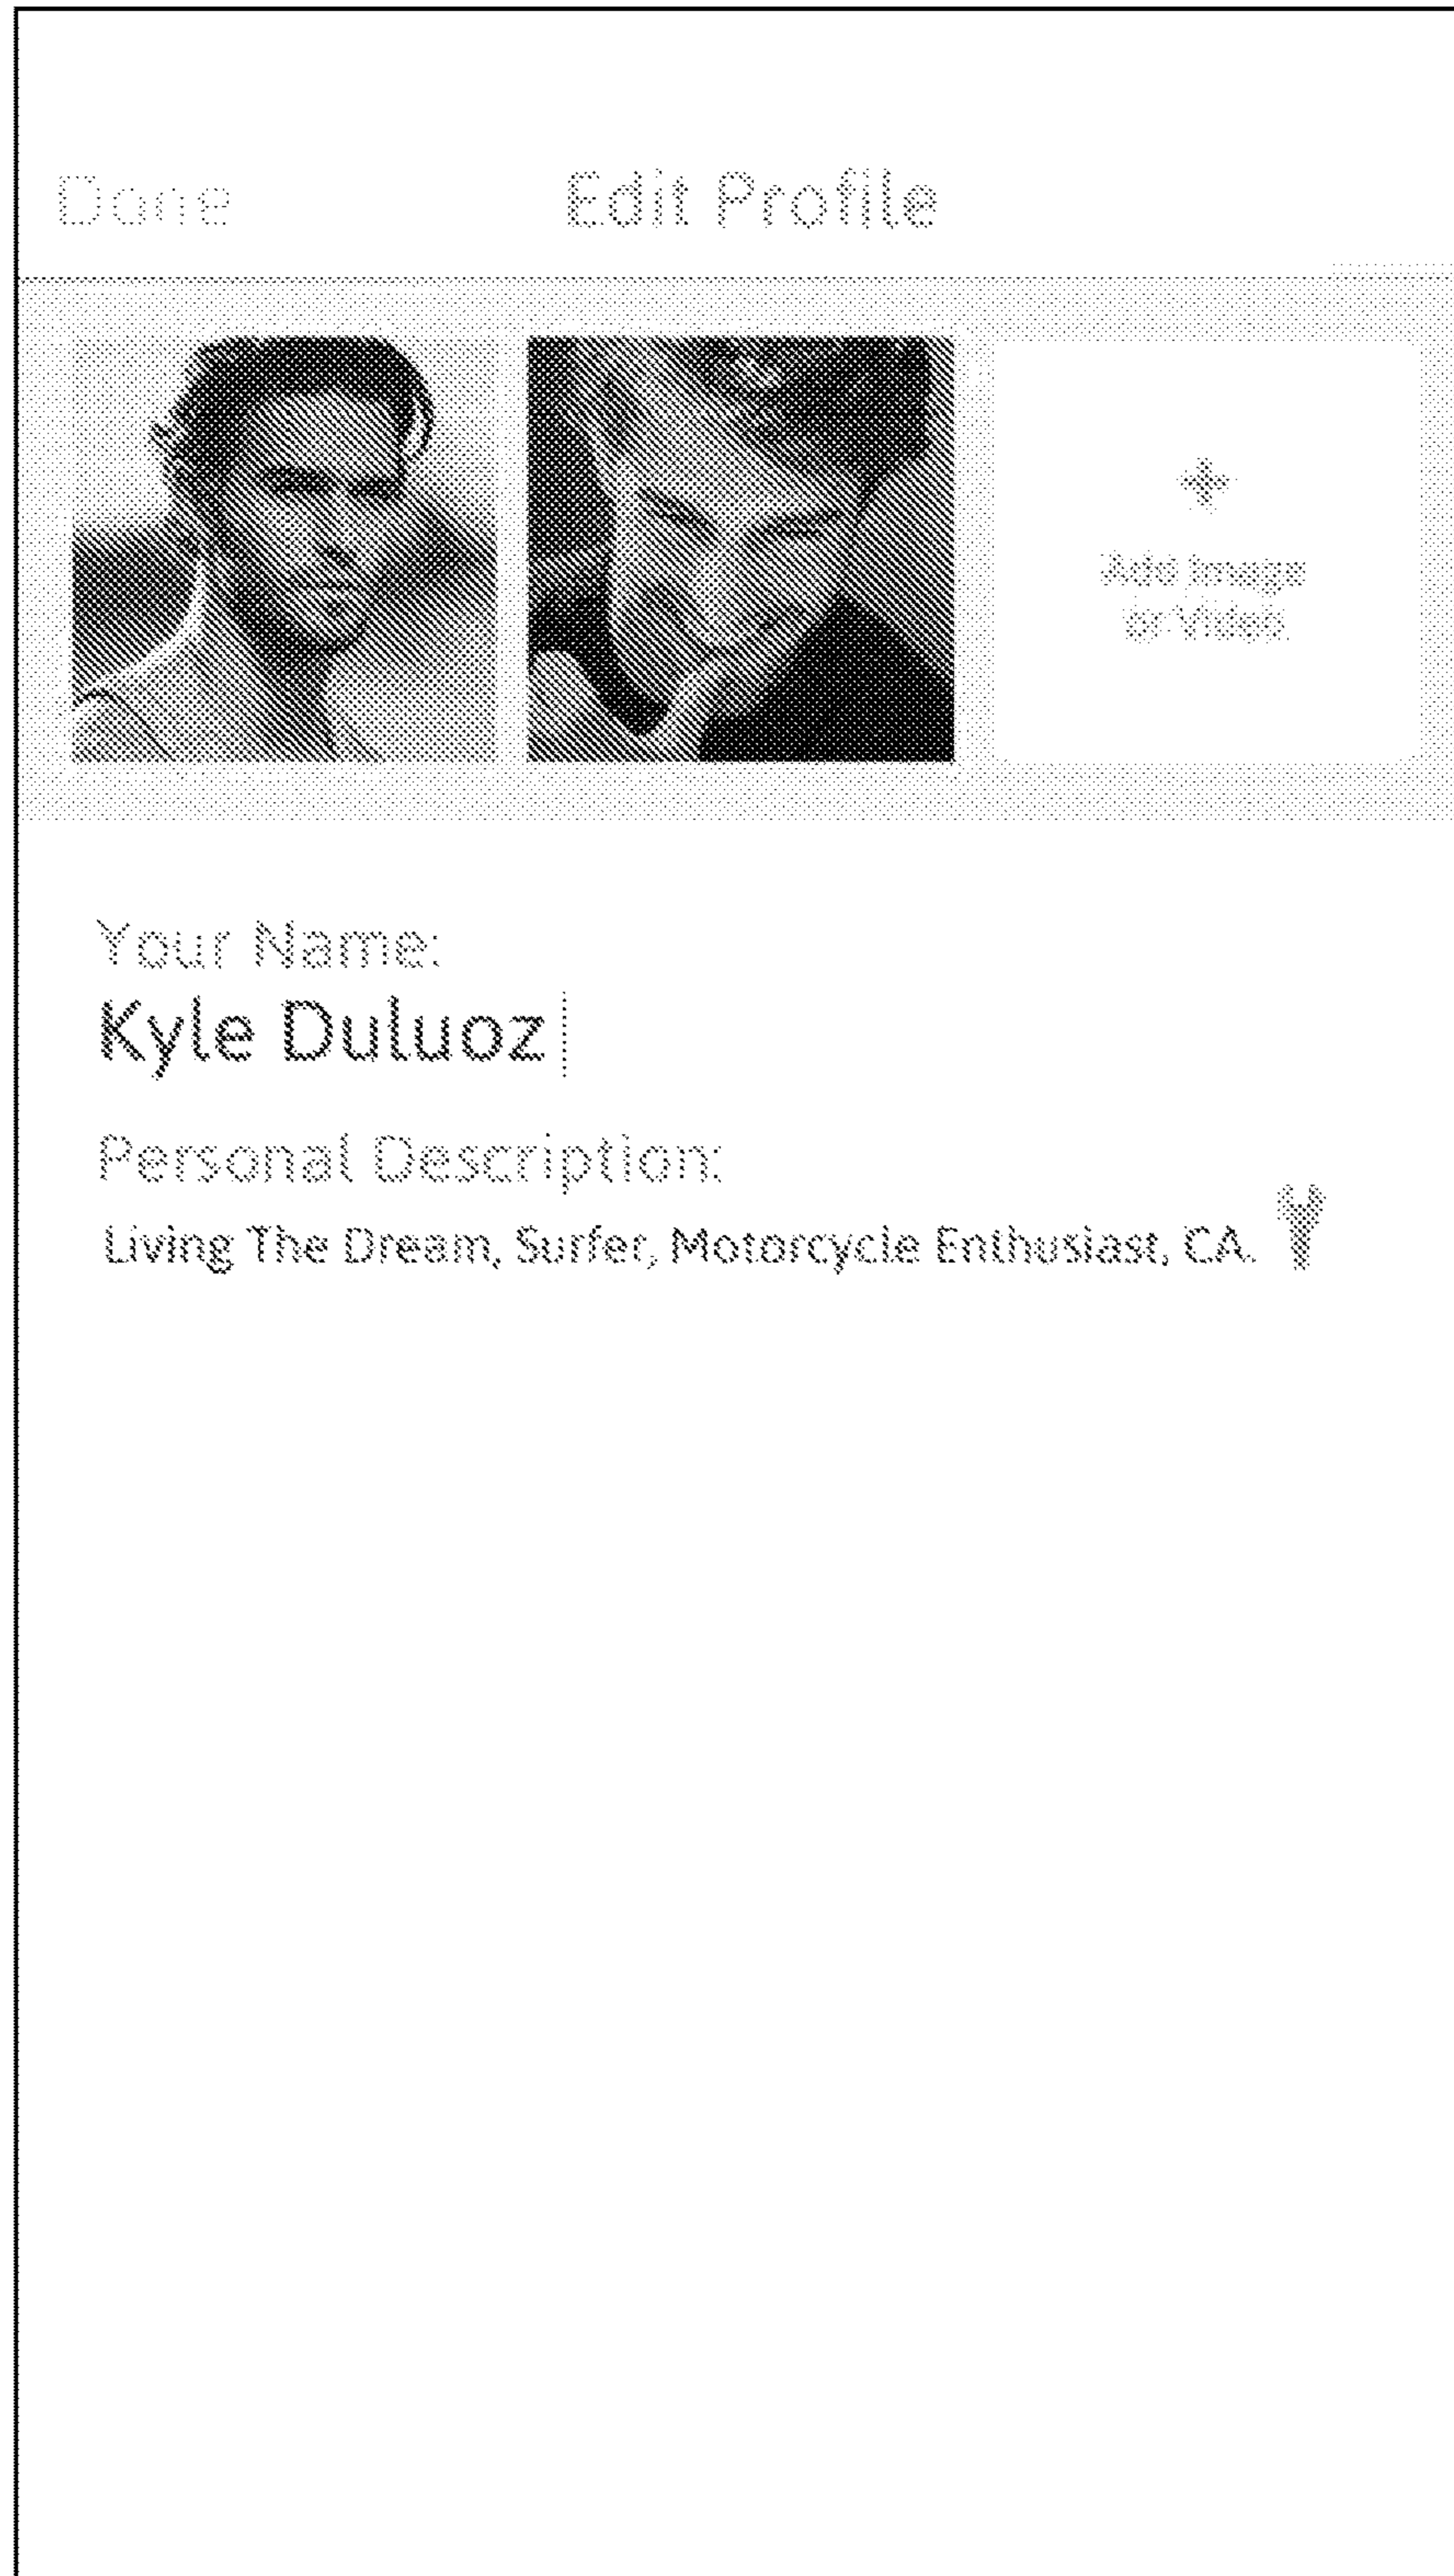 Done
Edit Profile
+
Add Image
or Video
Your Name:
Kyle Duluoz
Personal Description:
Living The Dream, Surfer, Motorcycle Enthusiast, CA.